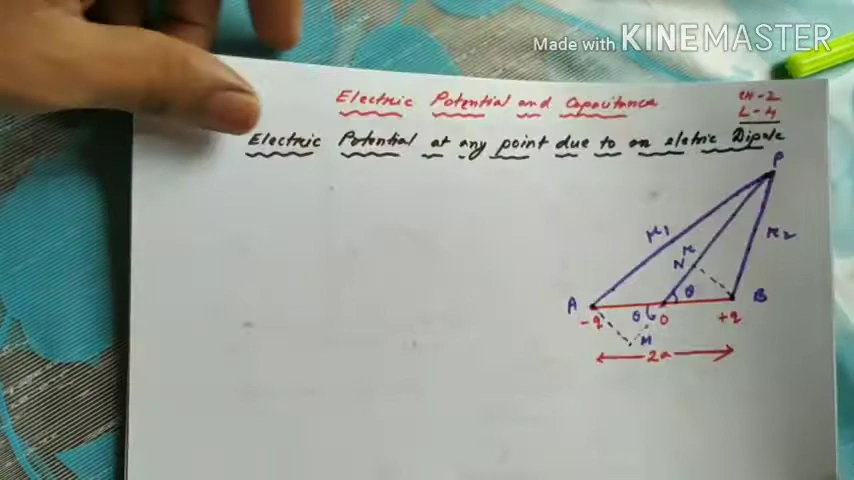 Made with KINEMASTER
Electric Potential and Capacitance
CH-2
L-4
Electric Potential at any point due to an eletric Dipole
P
r1
r2
r
N
A
θ
B
-q
θ
O
+q
M
2a